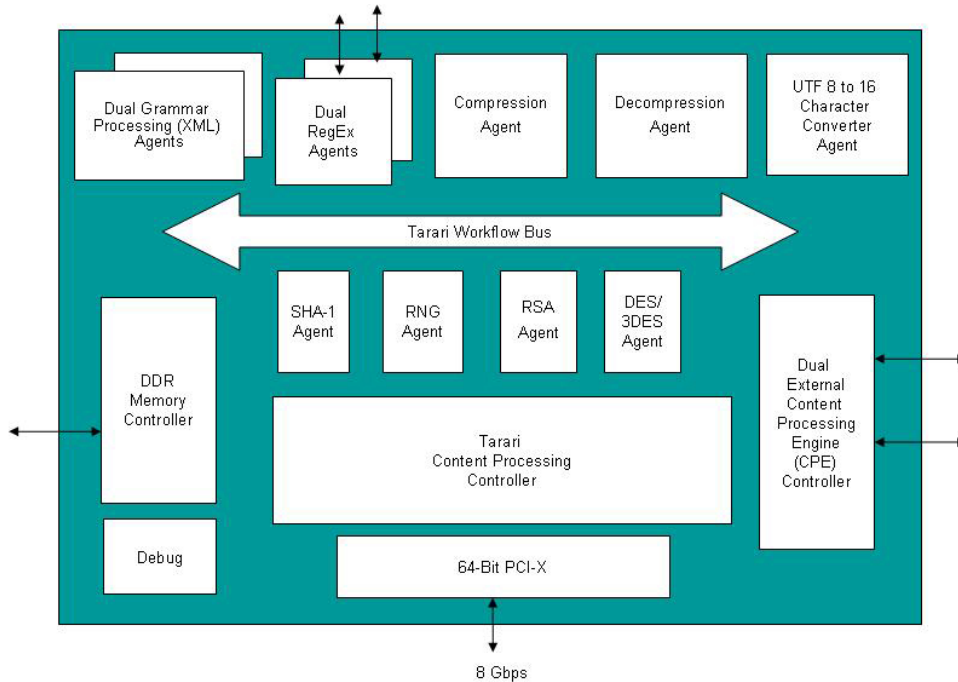 Dual Grammar
Processing (XML)
Agents
Dual
RegEx
Agents
Compression
Agent
Decompression
Agent
UTF 8 to 16
Character
Converter
Agent
Tarari Workflow Bus
SHA-1
Agent
RNG
Agent
RSA
Agent
DES/
3DES
Agent
DDR
Memory
Controller
Dual
External
Content
Processing
Engine
(CPE)
Controller
Tarari
Content Processing
Controller
Debug
64-Bit PCI-X
8 Gbps